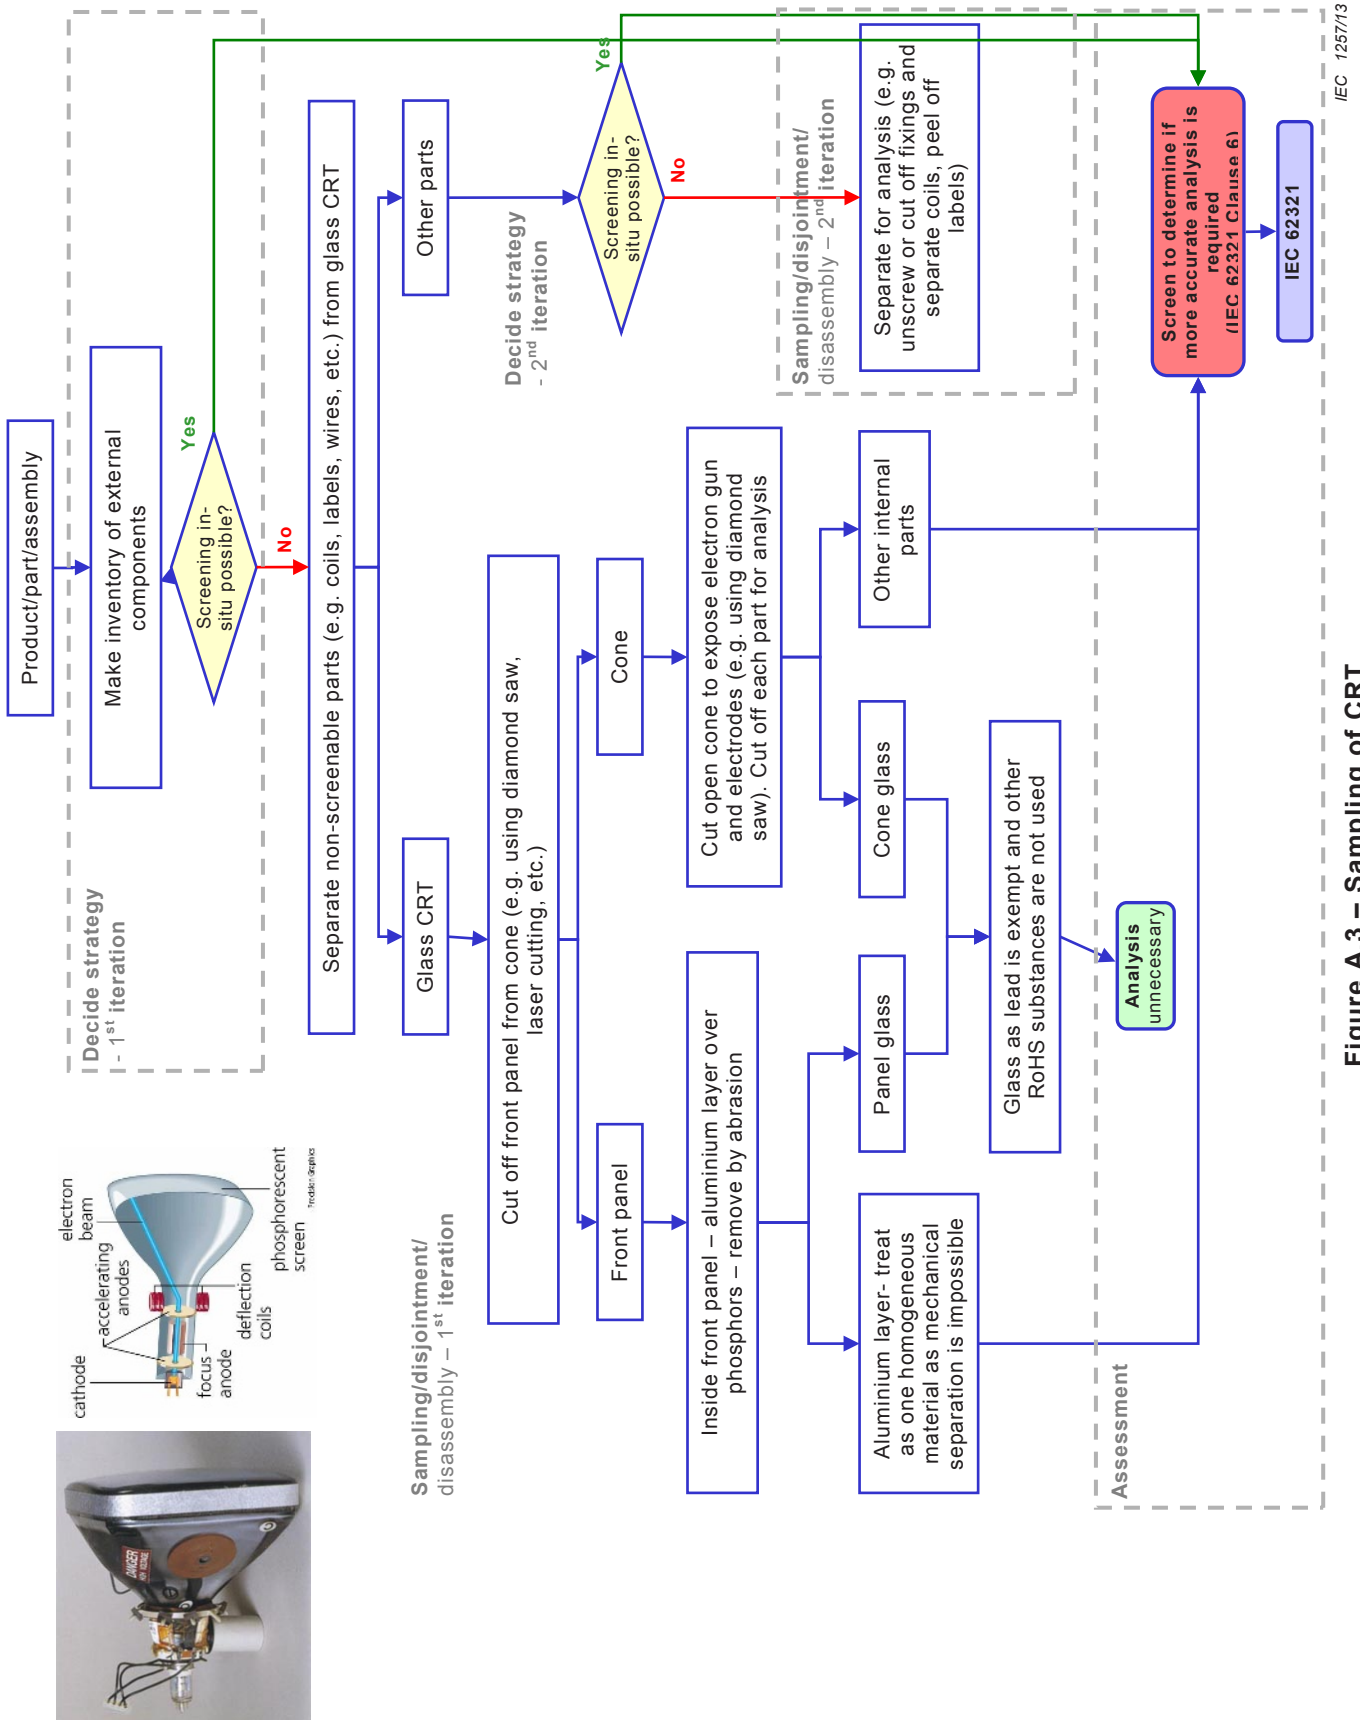 Product/part/assembly
Decide strategy
- 1st iteration
Make inventory of external
components
Screening in-
situ possible?
Yes
No
Separate non-screenable parts (e.g. coils, labels, wires, etc.) from glass CRT
cathode
accelerating
anodes
electron
beam
focus
anode
deflection
coils
phosphorescent
screen
Precision Graphics
DANGER
HIGH VOLTAGE
Glass CRT
Other parts
Sampling/disjointment/
disassembly – 1st iteration
Cut off front panel from cone (e.g. using diamond saw,
laser cutting, etc.)
Decide strategy
- 2nd iteration
Screening in-
situ possible?
Yes
No
Front panel
Cone
Inside front panel – aluminium layer over
phosphors – remove by abrasion
Cut open cone to expose electron gun
and electrodes (e.g. using diamond
saw). Cut off each part for analysis
Sampling/disjointment/
disassembly – 2nd iteration
Separate for analysis (e.g.
unscrew or cut off fixings and
separate coils, peel off
labels)
Aluminium layer- treat
as one homogeneous
material as mechanical
separation is impossible
Panel glass
Cone glass
Other internal
parts
Glass as lead is exempt and other
RoHS substances are not used
Assessment
Analysis
unnecessary
Screen to determine if
more accurate analysis is
required
(IEC 62321 Clause 6)
IEC 62321
IEC 1257/13
Figure A.3 – Sampling of CRT